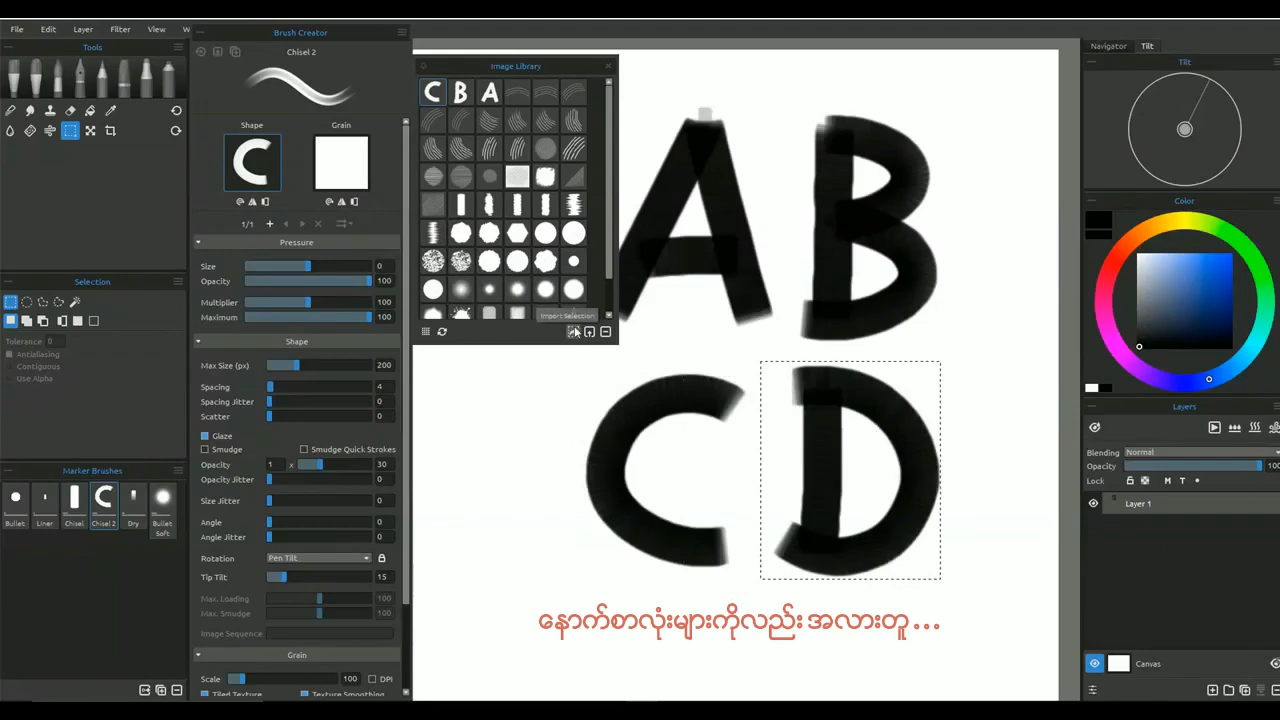 File Edit Layer Filter View W
Tools
Brush Creator
Chisel 2
Shape Grain
1/1
Pressure
Size 0
Opacity 100
Multiplier 100
Maximum 100
Shape
Max Size (px) 200
Spacing 4
Spacing Jitter 0
Scatter 0
Glaze
Smudge Smudge Quick Strokes
Opacity 1 x 30
Opacity Jitter 0
Size Jitter 0
Angle 0
Angle Jitter 0
Rotation Pen Tilt
Tip Tilt 15
Max. Loading 100
Max. Smudge 100
Image Sequence
Grain
Scale 100 DPI
Tiled Texture Texture Smoothing
Selection
Tolerance 0
Antialiasing
Contiguous
Use Alpha
Marker Brushes
Bullet Liner Chisel Chisel 2 Dry Bullet Soft
Image Library
C B A
Import Selection
A B
C D
နောက်စာလုံးများကိုလည်း အလားတူ ...
Navigator Tilt
Tilt
Color
Layers
Blending Normal
Opacity 100
Lock M T
Layer 1
Canvas